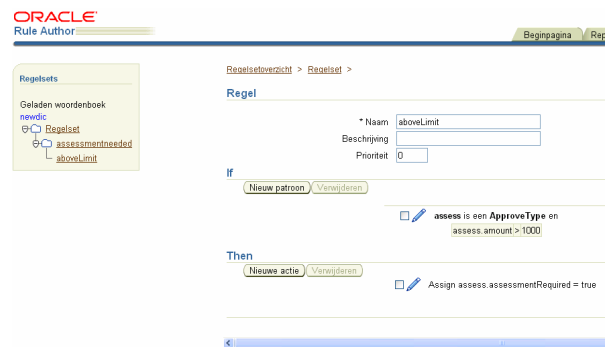 ORACLE
Rule Author
Beginpagina Rep
Regelsets
Geladen woordenboek
newdic
Regelset
assessmentneeded
aboveLimit
Regelsetoverzicht > Regelset >
Regel
* Naam aboveLimit
Beschrijving
Prioriteit 0
If
Nieuw patroon Verwijderen
assess is een ApproveType en
assess.amount > 1000
Then
Nieuwe actie Verwijderen
Assign assess.assessmentRequired = true